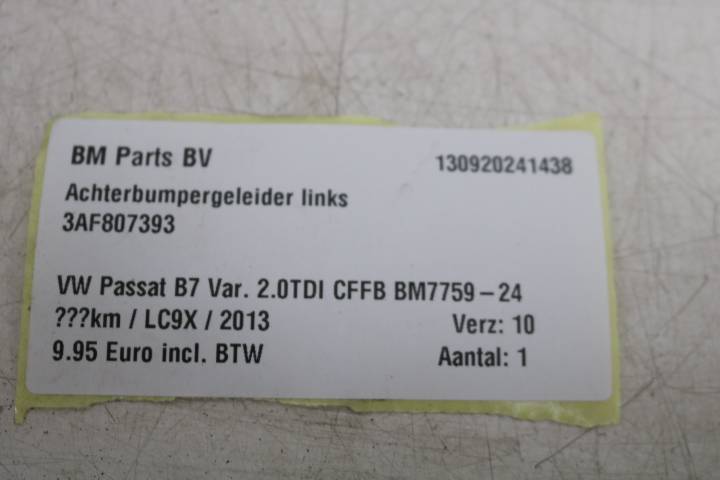 BM Parts BV 130920241438
Achterbumpergeleider links
3AF807393
VW Passat B7 Var. 2.0TDI CFFB BM7759-24
???km / LC9X / 2013 Verz: 10
9.95 Euro incl. BTW Aantal: 1